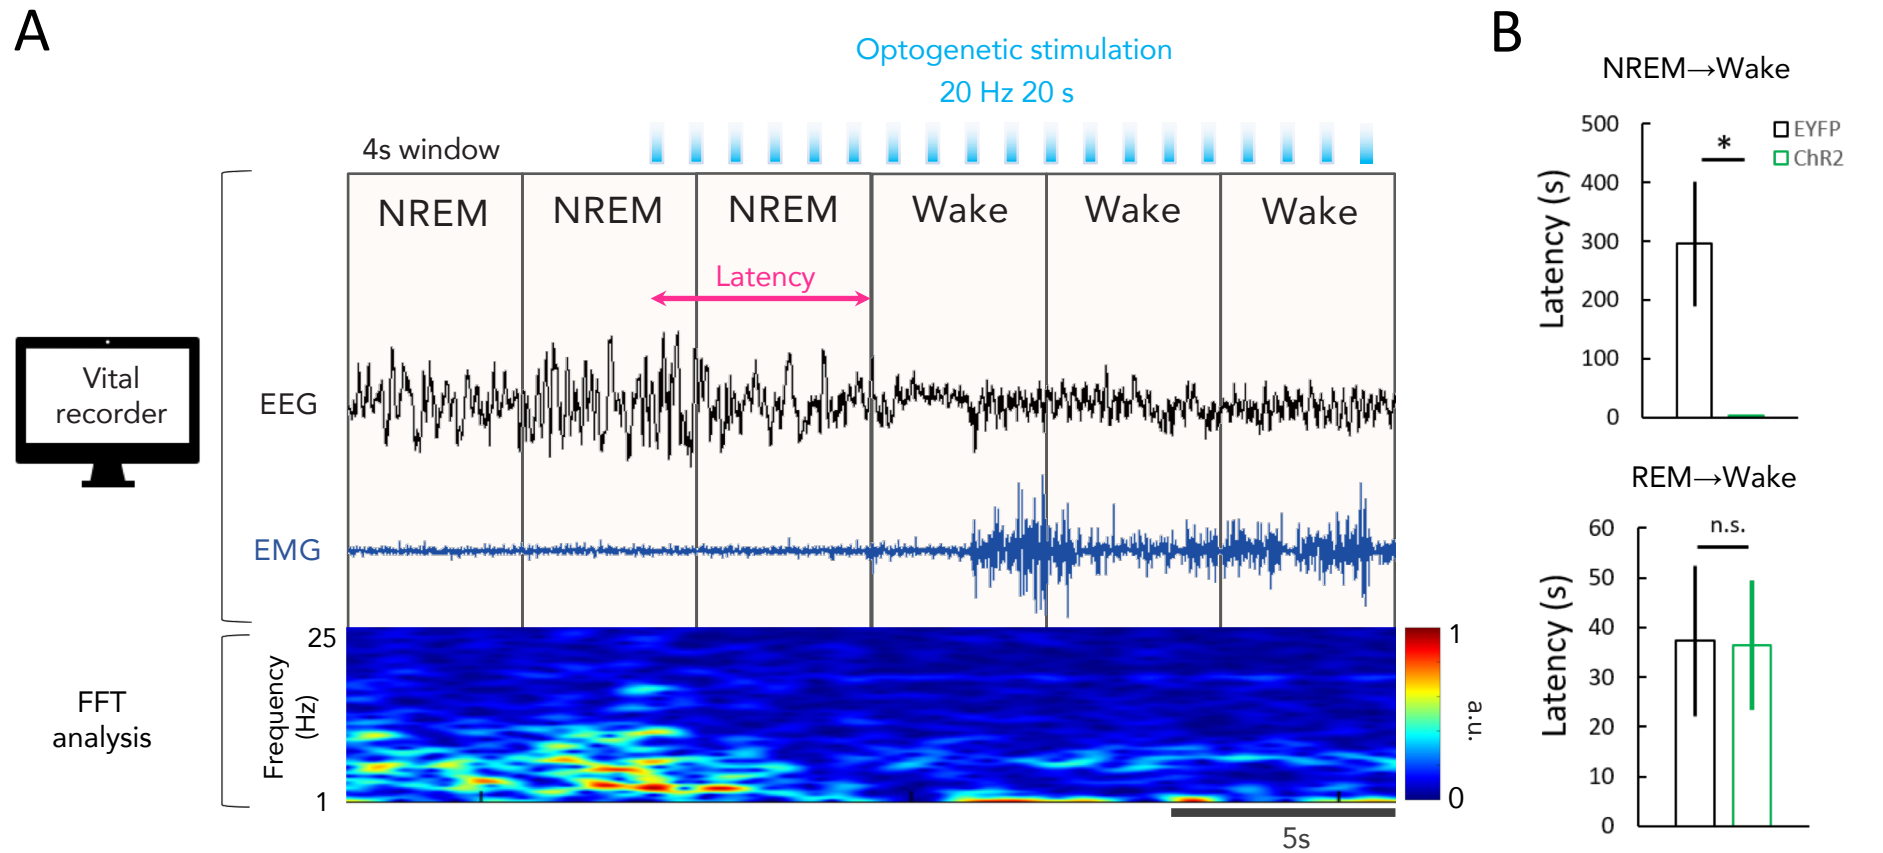 A
Optogenetic stimulation
20 Hz 20 s
4s window
NREM
NREM
NREM
Wake
Wake
Wake
Latency
Vital
recorder
EEG
EMG
FFT
analysis
Frequency
(Hz)
25
1
1
a.u.
0
5s
B
NREM→Wake
EYFP
ChR2
*
Latency (s)
500
400
300
200
100
0
REM→Wake
n.s.
Latency (s)
60
50
40
30
20
10
0